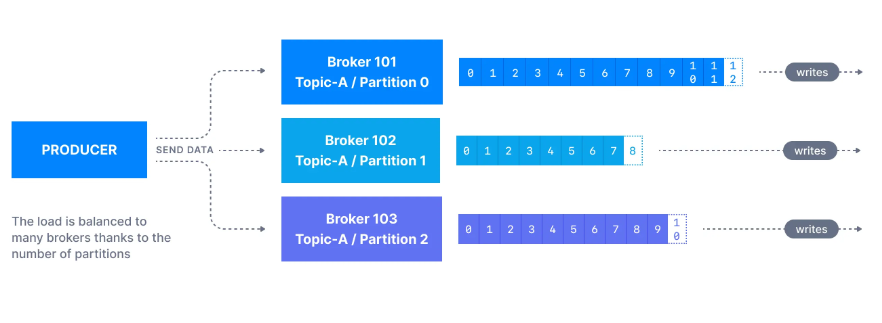 Broker 101
Topic-A / Partition 0
0 1 2 3 4 5 6 7 8 9 10 11 12
writes
PRODUCER
SEND DATA
Broker 102
Topic-A / Partition 1
0 1 2 3 4 5 6 7 8
writes
The load is balanced to
many brokers thanks to the
number of partitions
Broker 103
Topic-A / Partition 2
0 1 2 3 4 5 6 7 8 9 10
writes